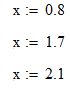 x := 0.8
x := 1.7
x := 2.1